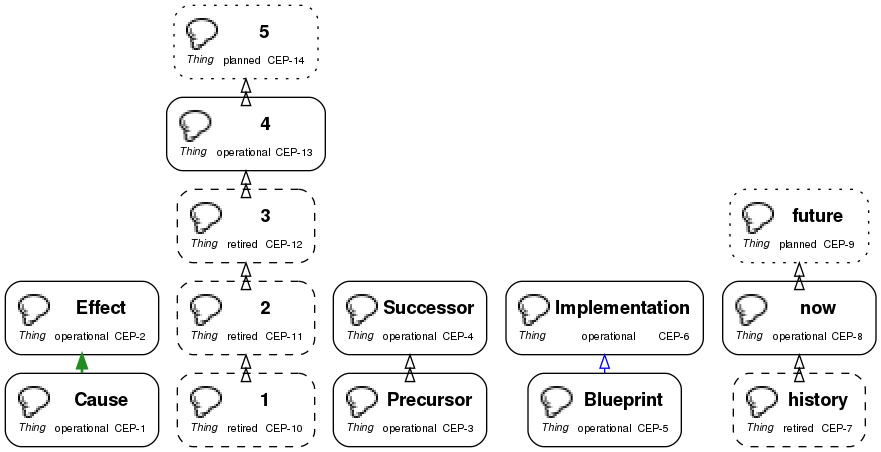 5
Thing planned CEP-14
4
Thing operational CEP-13
3
Thing retired CEP-12
future
Thing planned CEP-9
Effect
Thing operational CEP-2
2
Thing retired CEP-11
Successor
Thing operational CEP-4
Implementation
Thing operational CEP-6
now
Thing operational CEP-8
Cause
Thing operational CEP-1
1
Thing retired CEP-10
Precursor
Thing operational CEP-3
Blueprint
Thing operational CEP-5
history
Thing retired CEP-7